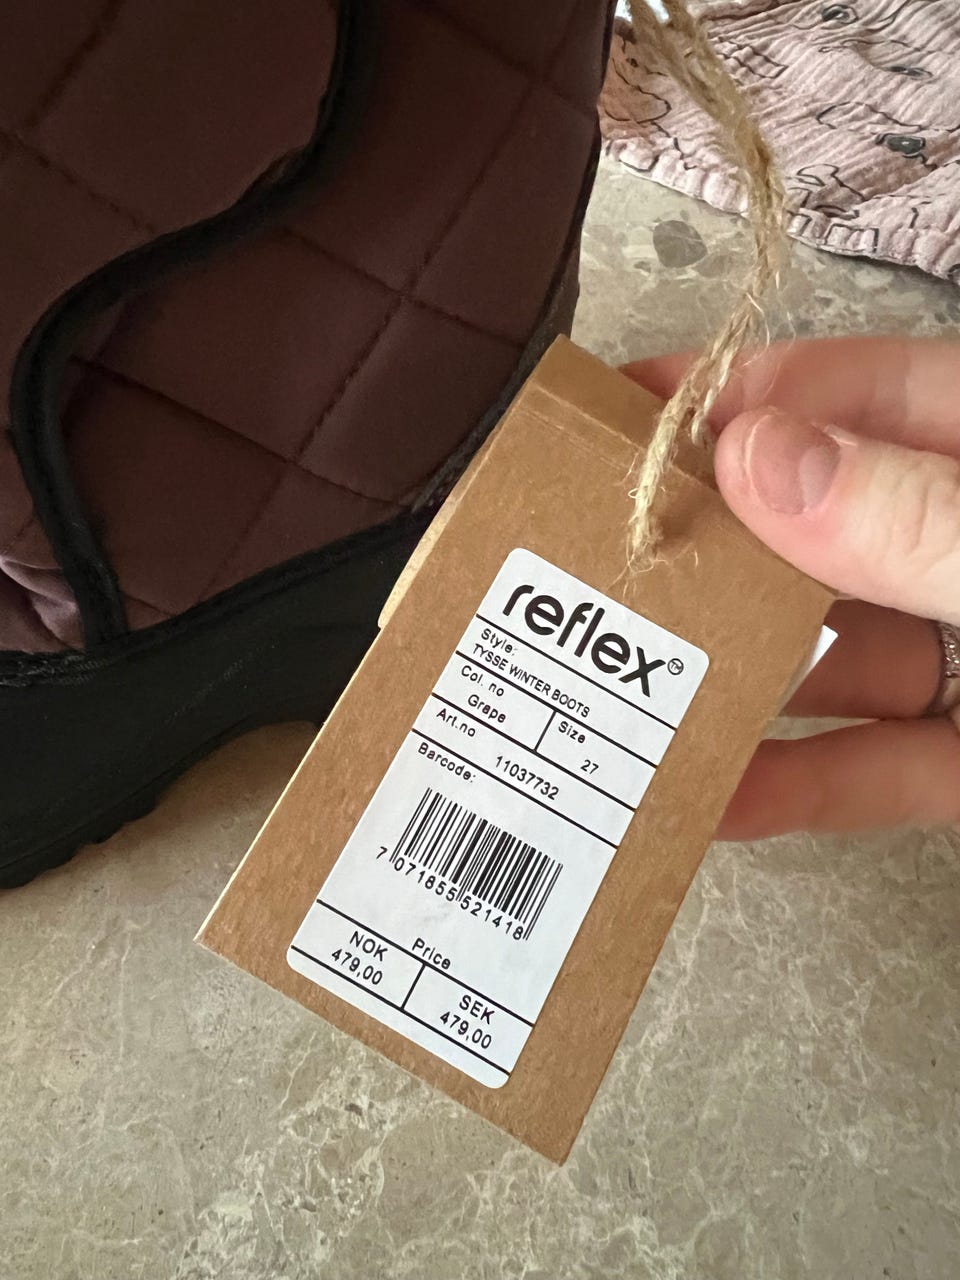 reflex™
Style:
TYSSE WINTER BOOTS
Col. no
Grape
Size
27
Art.no
11037732
Barcode:
7 071855 521418
Price
NOK
479,00
SEK
479,00